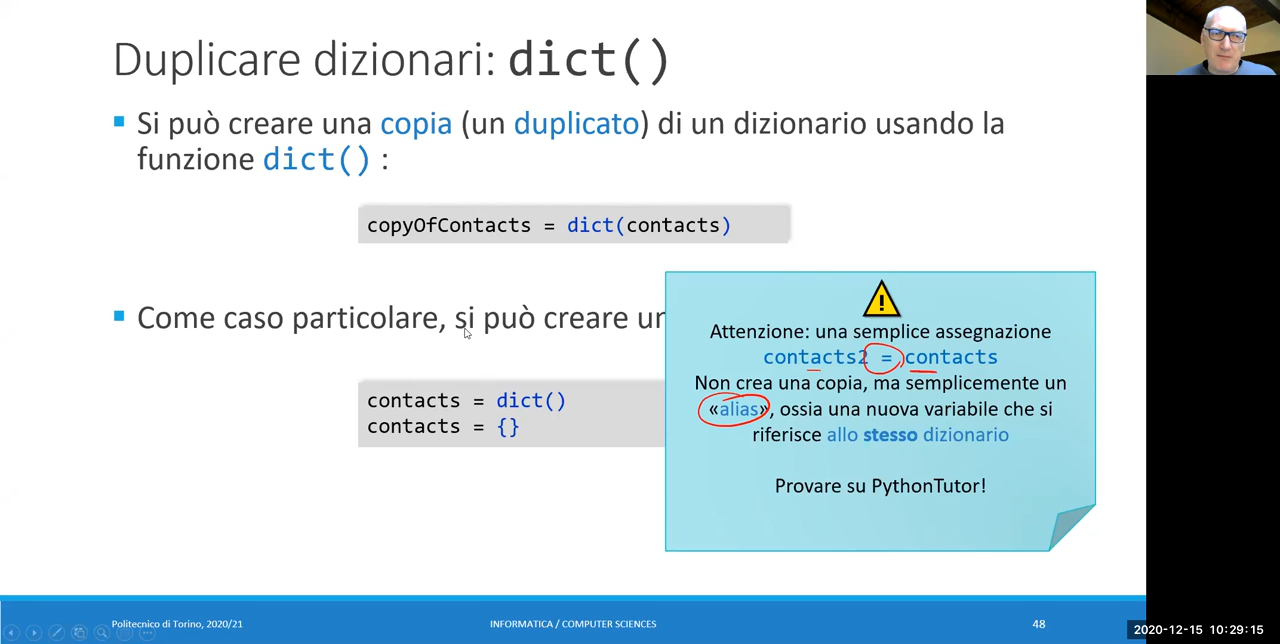 Duplicare dizionari: dict()
▪ Si può creare una copia (un duplicato) di un dizionario usando la
funzione dict() :
copyOfContacts = dict(contacts)
▪ Come caso particolare, si può creare un
contacts = dict()
contacts = {}
Attenzione: una semplice assegnazione
contacts2 = contacts
Non crea una copia, ma semplicemente un
«alias», ossia una nuova variabile che si
riferisce allo stesso dizionario
Provare su PythonTutor!
Politecnico di Torino, 2020/21
INFORMATICA / COMPUTER SCIENCES
48
2020-12-15 10:29:15